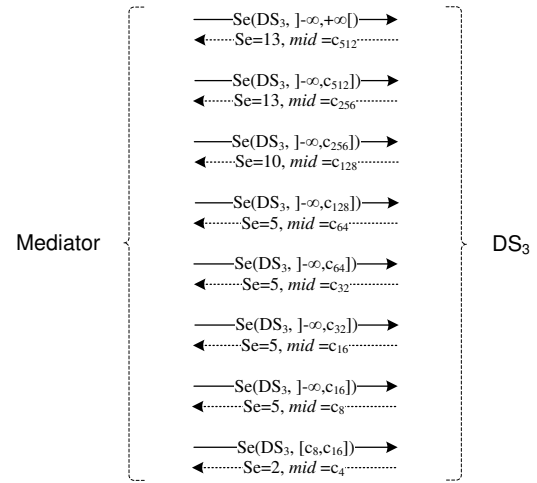 Se(DS₃, ]-∞,+∞[)
Se=13, mid =c₅₁₂
Se(DS₃, ]-∞,c₅₁₂])
Se=13, mid =c₂₅₆
Se(DS₃, ]-∞,c₂₅₆])
Se=10, mid =c₁₂₈
Se(DS₃, ]-∞,c₁₂₈])
Se=5, mid =c₆₄
Mediator
DS₃
Se(DS₃, ]-∞,c₆₄])
Se=5, mid =c₃₂
Se(DS₃, ]-∞,c₃₂])
Se=5, mid =c₁₆
Se(DS₃, ]-∞,c₁₆])
Se=5, mid =c₈
Se(DS₃, [c₈,c₁₆])
Se=2, mid =c₄